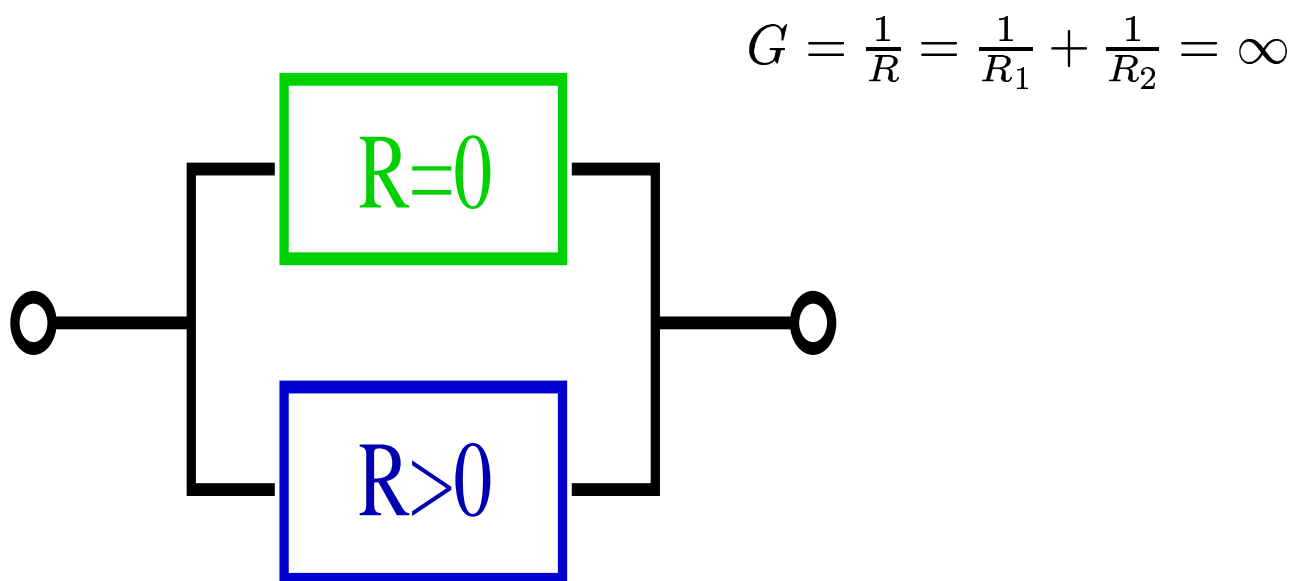 G = 1/R = 1/R₁ + 1/R₂ = ∞
R=0
R>0